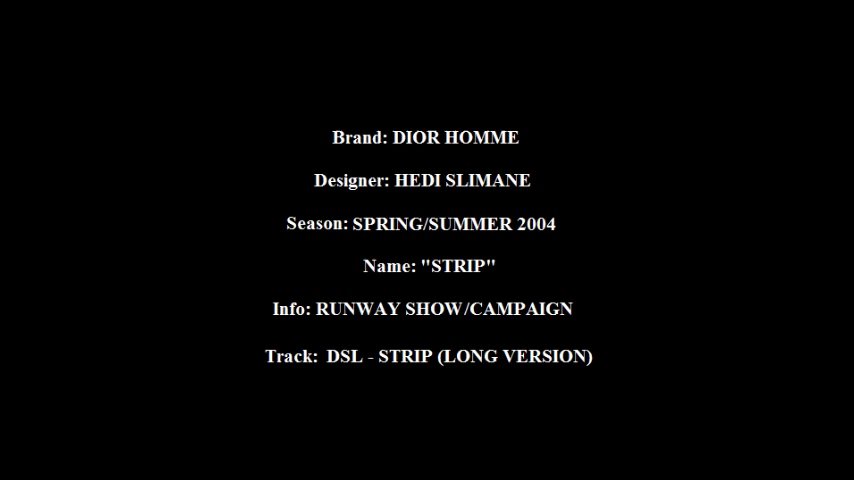 Brand: DIOR HOMME
Designer: HEDI SLIMANE
Season: SPRING/SUMMER 2004
Name: "STRIP"
Info: RUNWAY SHOW/CAMPAIGN
Track: DSL - STRIP (LONG VERSION)